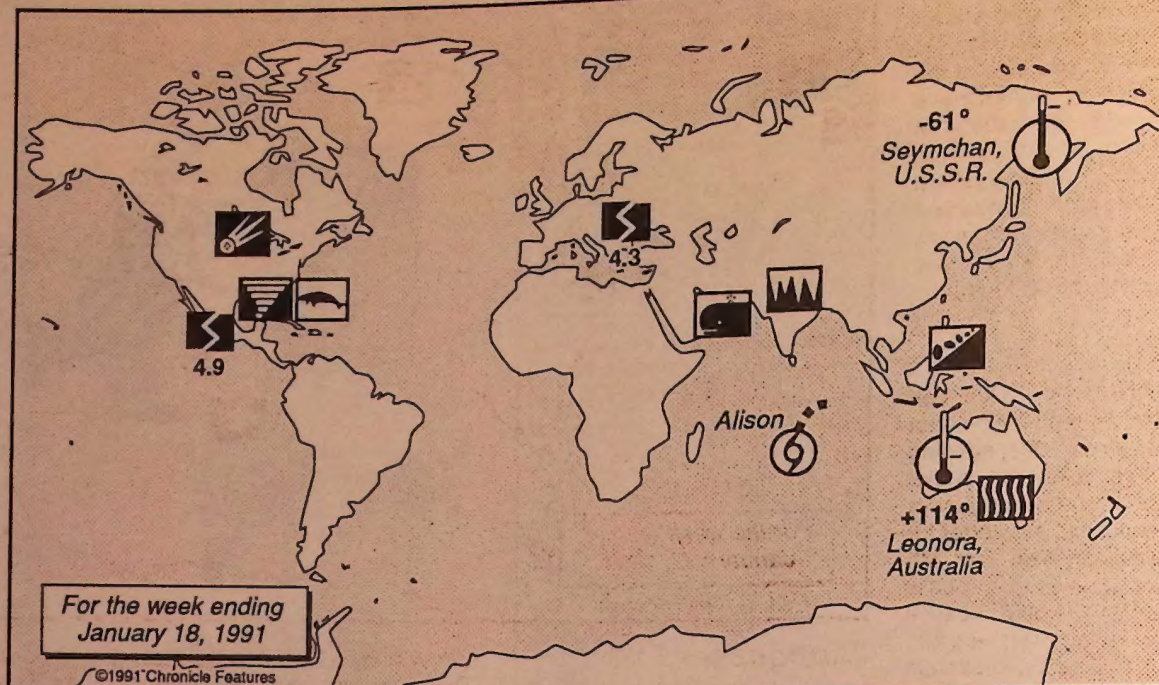 -61°
Seymchan,
U.S.S.R.
4.3
4.9
Alison
+114°
Leonora,
Australia
For the week ending
January 18, 1991
©1991 Chronicle Features